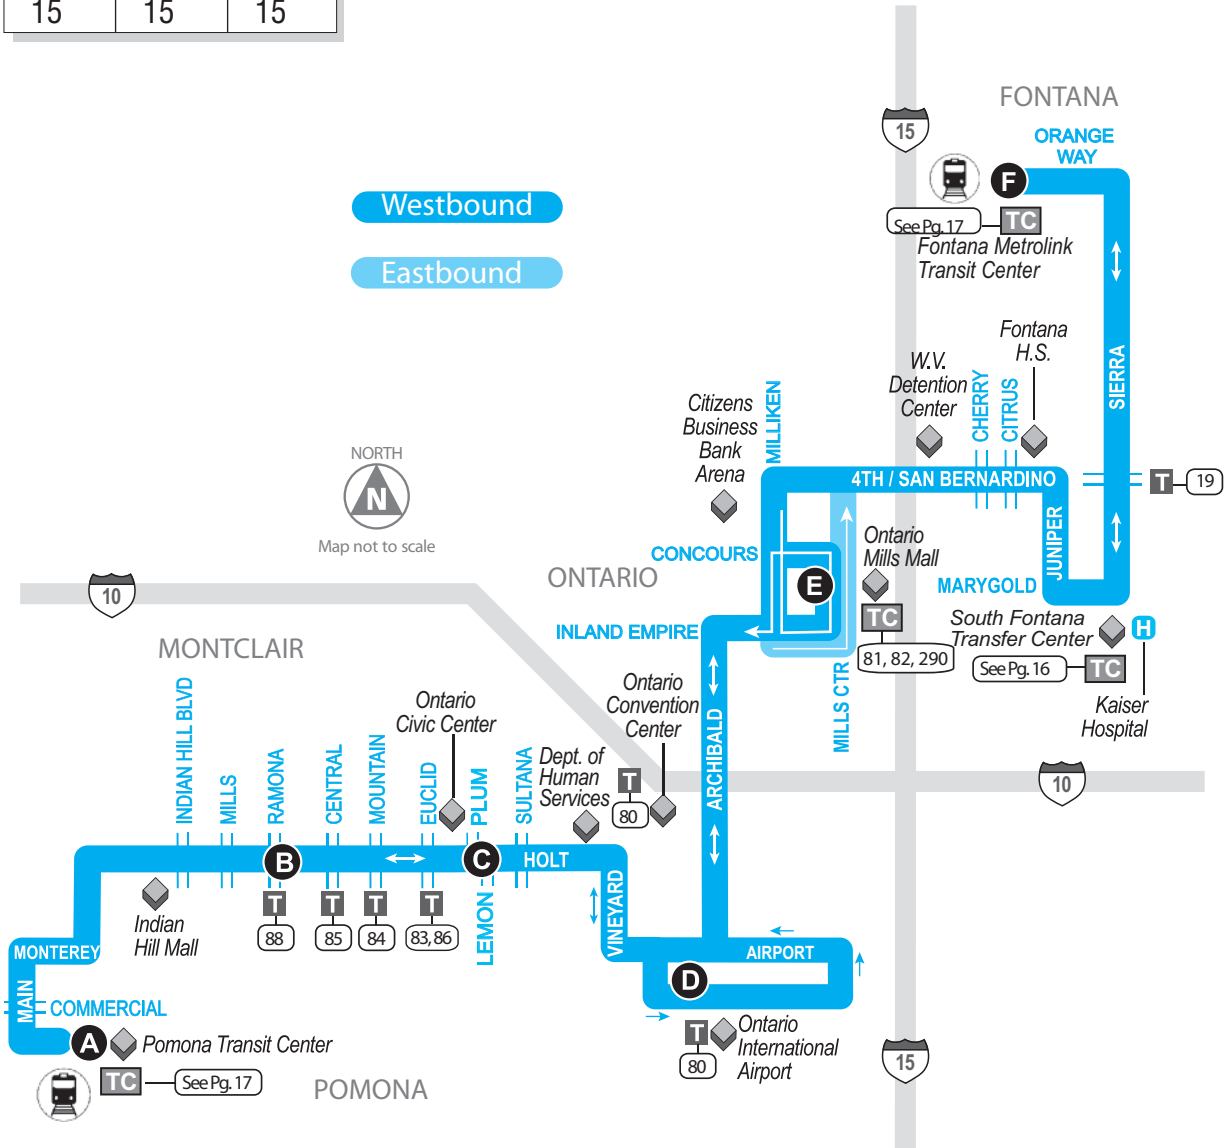 15 15 15
Westbound
Eastbound
NORTH
N
Map not to scale
FONTANA
15
ORANGE
WAY
F
See Pg. 17
TC
Fontana Metrolink
Transit Center
SIERRA
Fontana
H.S.
W.V.
Detention
Center
CHERRY
CITRUS
Citizens
Business
Bank
Arena
MILLIKEN
4TH / SAN BERNARDINO
T
19
JUNIPER
MARYGOLD
CONCOURS
ONTARIO
Ontario
Mills Mall
E
TC
81, 82, 290
INLAND EMPIRE
South Fontana
Transfer Center
H
See Pg. 16
TC
Kaiser
Hospital
MILLS CTR
10
MONTCLAIR
Ontario
Civic Center
Ontario
Convention
Center
ARCHIBALD
Dept. of
Human
Services
T
80
10
INDIAN HILL BLVD
MILLS
RAMONA
CENTRAL
MOUNTAIN
EUCLID
PLUM
SULTANA
B
C
HOLT
Indian
Hill Mall
T
88
T
85
T
84
T
83, 86
LEMON
VINEYARD
MONTEREY
MAIN
COMMERCIAL
AIRPORT
D
T
80
Ontario
International
Airport
15
A
Pomona Transit Center
TC
See Pg. 17
POMONA